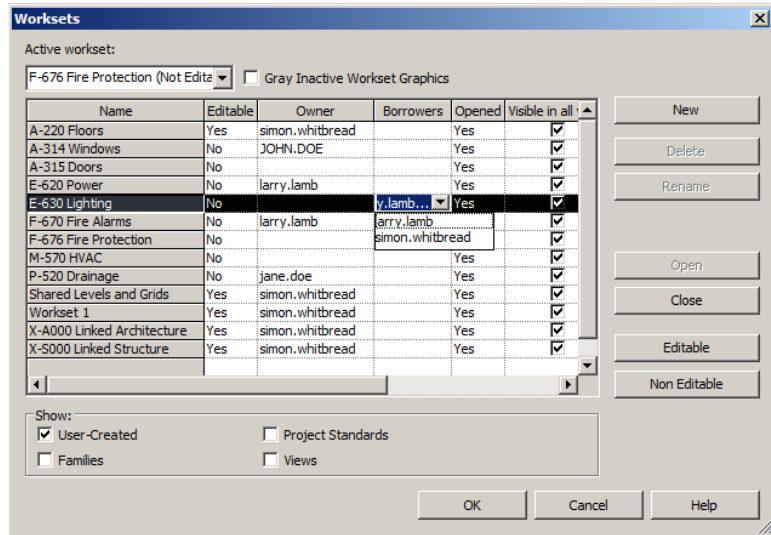 Worksets
Active workset:
F-676 Fire Protection (Not Edita
Gray Inactive Workset Graphics
Name Editable Owner Borrowers Opened Visible in all
A-220 Floors Yes simon.whitbread Yes
A-314 Windows No JOHN.DOE Yes
A-315 Doors No Yes
E-620 Power No larry.lamb Yes
E-630 Lighting No y.lamb... Yes
F-670 Fire Alarms No larry.lamb larry.lamb
F-676 Fire Protection No simon.whitbread
M-570 HVAC No Yes
P-520 Drainage No jane.doe Yes
Shared Levels and Grids Yes simon.whitbread Yes
Workset 1 Yes simon.whitbread Yes
X-A000 Linked Architecture Yes simon.whitbread Yes
X-S000 Linked Structure Yes simon.whitbread Yes
New
Delete
Rename
Open
Close
Editable
Non Editable
Show:
User-Created Project Standards
Families Views
OK Cancel Help